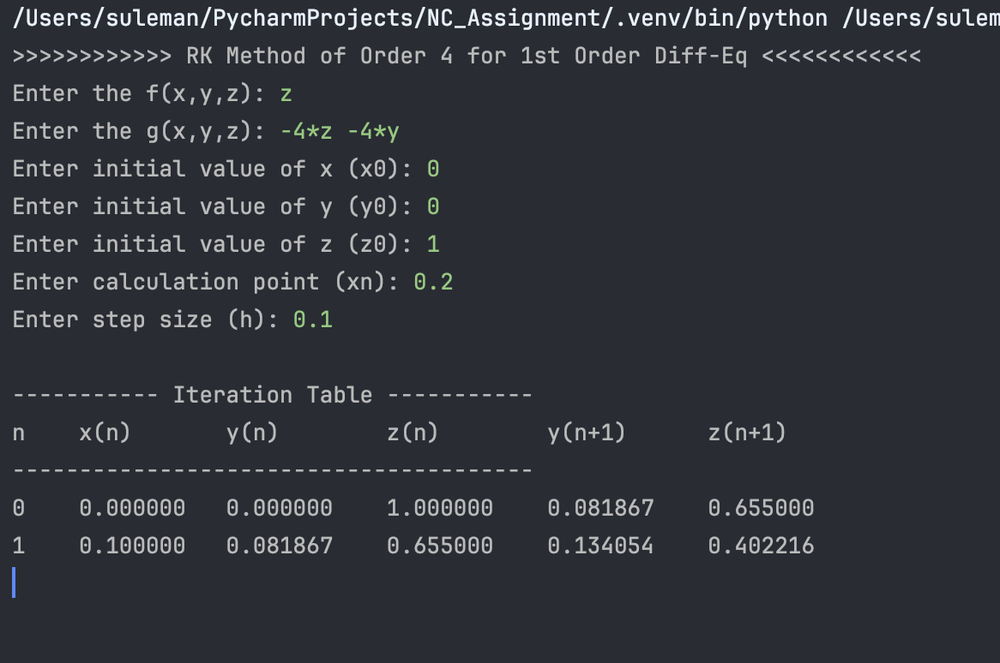 /Users/suleman/PycharmProjects/NC_Assignment/.venv/bin/python /Users/sulem
>>>>>>>>>>>> RK Method of Order 4 for 1st Order Diff-Eq <<<<<<<<<<<<
Enter the f(x,y,z): z
Enter the g(x,y,z): -4*z -4*y
Enter initial value of x (x0): 0
Enter initial value of y (y0): 0
Enter initial value of z (z0): 1
Enter calculation point (xn): 0.2
Enter step size (h): 0.1
----------- Iteration Table -----------
n    x(n)       y(n)        z(n)        y(n+1)      z(n+1)
---------------------------------------
0    0.000000   0.000000    1.000000    0.081867    0.655000
1    0.100000   0.081867    0.655000    0.134054    0.402216